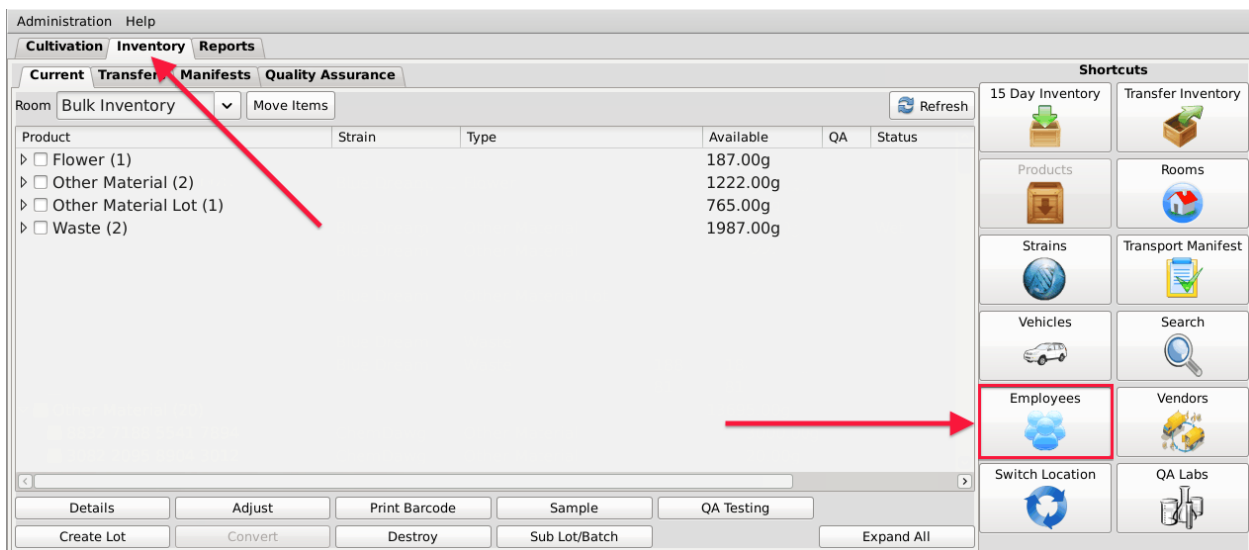 Administration Help
Cultivation Inventory Reports
Current Transfers Manifests Quality Assurance
Shortcuts
Room Bulk Inventory Move Items Refresh
15 Day Inventory Transfer Inventory
Product Strain Type Available QA Status
Flower (1) 187.00g
Other Material (2) 1222.00g
Other Material Lot (1) 765.00g
Waste (2) 1987.00g
Products Rooms
Strains Transport Manifest
Vehicles Search
Employees Vendors
Switch Location QA Labs
Details Adjust Print Barcode Sample QA Testing
Create Lot Convert Destroy Sub Lot/Batch Expand All